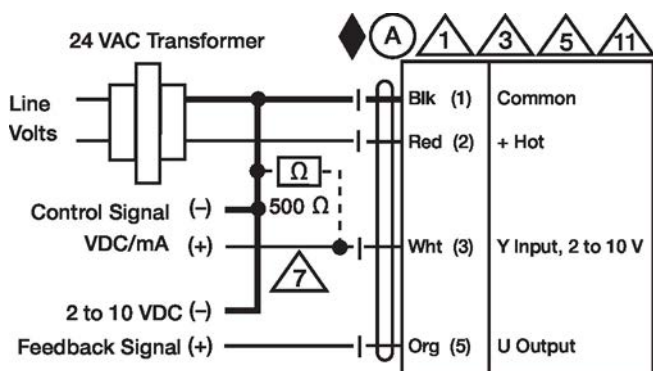 24 VAC Transformer
A 1 3 5 11
Line
Volts
Blk (1) Common
Red (2) + Hot
Ω
500 Ω
Control Signal (–)
VDC/mA (+)
Wht (3) Y Input, 2 to 10 V
7
2 to 10 VDC (–)
Feedback Signal (+)
Org (5) U Output